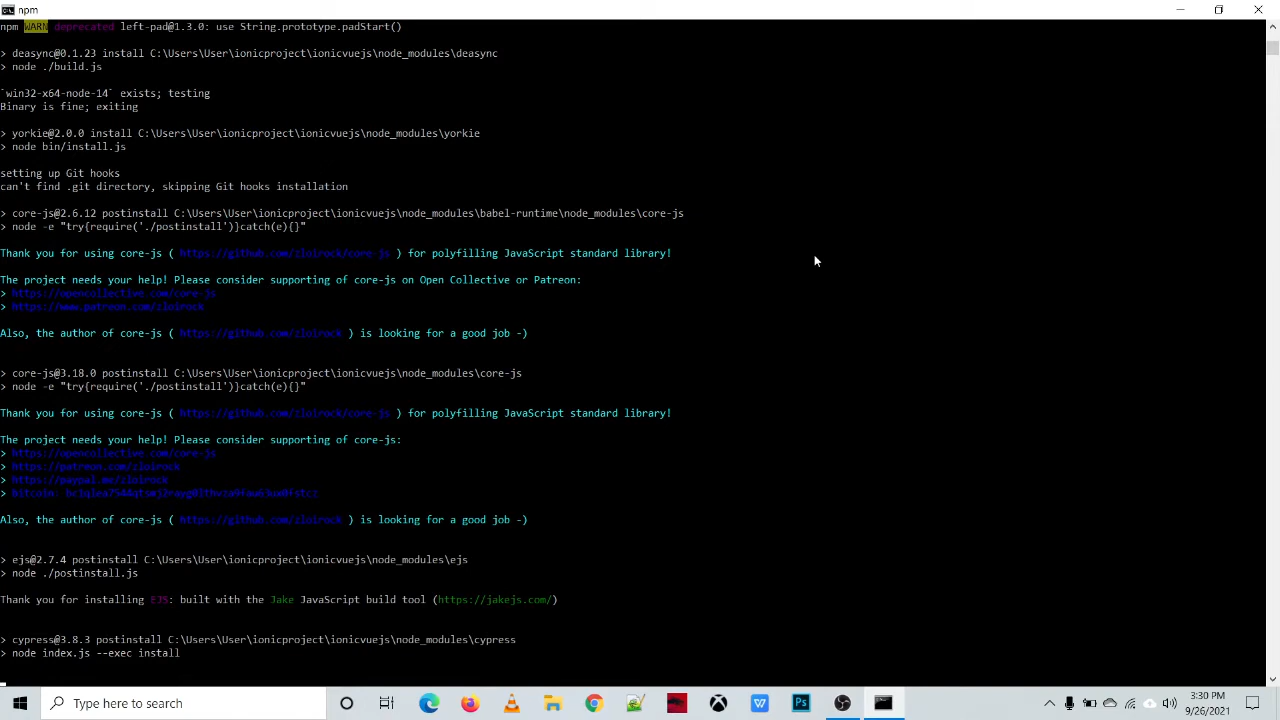 npm
npm WARN deprecated left-pad@1.3.0: use String.prototype.padStart()
> deasync@0.1.23 install C:\Users\User\ionicproject\ionicvuejs\node_modules\deasync
> node ./build.js
`win32-x64-node-14` exists; testing
Binary is fine; exiting
> yorkie@2.0.0 install C:\Users\User\ionicproject\ionicvuejs\node_modules\yorkie
> node bin/install.js
setting up Git hooks
can't find .git directory, skipping Git hooks installation
> core-js@2.6.12 postinstall C:\Users\User\ionicproject\ionicvuejs\node_modules\babel-runtime\node_modules\core-js
> node -e "try{require('./postinstall')}catch(e){}"
Thank you for using core-js ( https://github.com/zloirock/core-js ) for polyfilling JavaScript standard library!
The project needs your help! Please consider supporting of core-js on Open Collective or Patreon:
> https://opencollective.com/core-js
> https://www.patreon.com/zloirock
Also, the author of core-js ( https://github.com/zloirock ) is looking for a good job -)
> core-js@3.18.0 postinstall C:\Users\User\ionicproject\ionicvuejs\node_modules\core-js
> node -e "try{require('./postinstall')}catch(e){}"
Thank you for using core-js ( https://github.com/zloirock/core-js ) for polyfilling JavaScript standard library!
The project needs your help! Please consider supporting of core-js:
> https://opencollective.com/core-js
> https://patreon.com/zloirock
> https://paypal.me/zloirock
> bitcoin:
Also, the author of core-js ( https://github.com/zloirock ) is looking for a good job -)
> ejs@2.7.4 postinstall C:\Users\User\ionicproject\ionicvuejs\node_modules\ejs
> node ./postinstall.js
Thank you for installing EJS: built with the Jake JavaScript build tool (https://jakejs.com/)
> cypress@3.8.3 postinstall C:\Users\User\ionicproject\ionicvuejs\node_modules\cypress
> node index.js --exec install
Type here to search
Ps
3:30 PM
9/26/2021